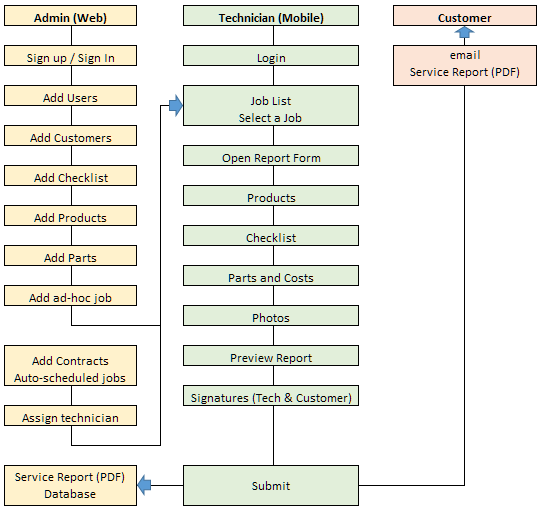 Admin (Web)
Sign up / Sign In
Add Users
Add Customers
Add Checklist
Add Products
Add Parts
Add ad-hoc job
Add Contracts
Auto-scheduled jobs
Assign technician
Service Report (PDF)
Database
Technician (Mobile)
Login
Job List
Select a Job
Open Report Form
Products
Checklist
Parts and Costs
Photos
Preview Report
Signatures (Tech & Customer)
Submit
Customer
email
Service Report (PDF)